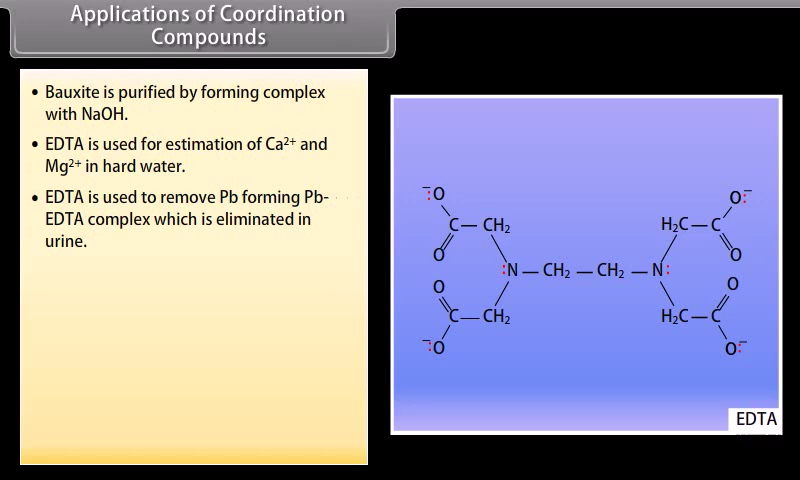 Applications of Coordination
Compounds
• Bauxite is purified by forming complex
with NaOH.
• EDTA is used for estimation of Ca²⁺ and
Mg²⁺ in hard water.
• EDTA is used to remove Pb forming Pb-
EDTA complex which is eliminated in
urine.
⁻:O O:⁻
C — CH₂ H₂C — C
O O
:N — CH₂ — CH₂ — N:
O O
C — CH₂ H₂C — C
⁻:O O:⁻
EDTA